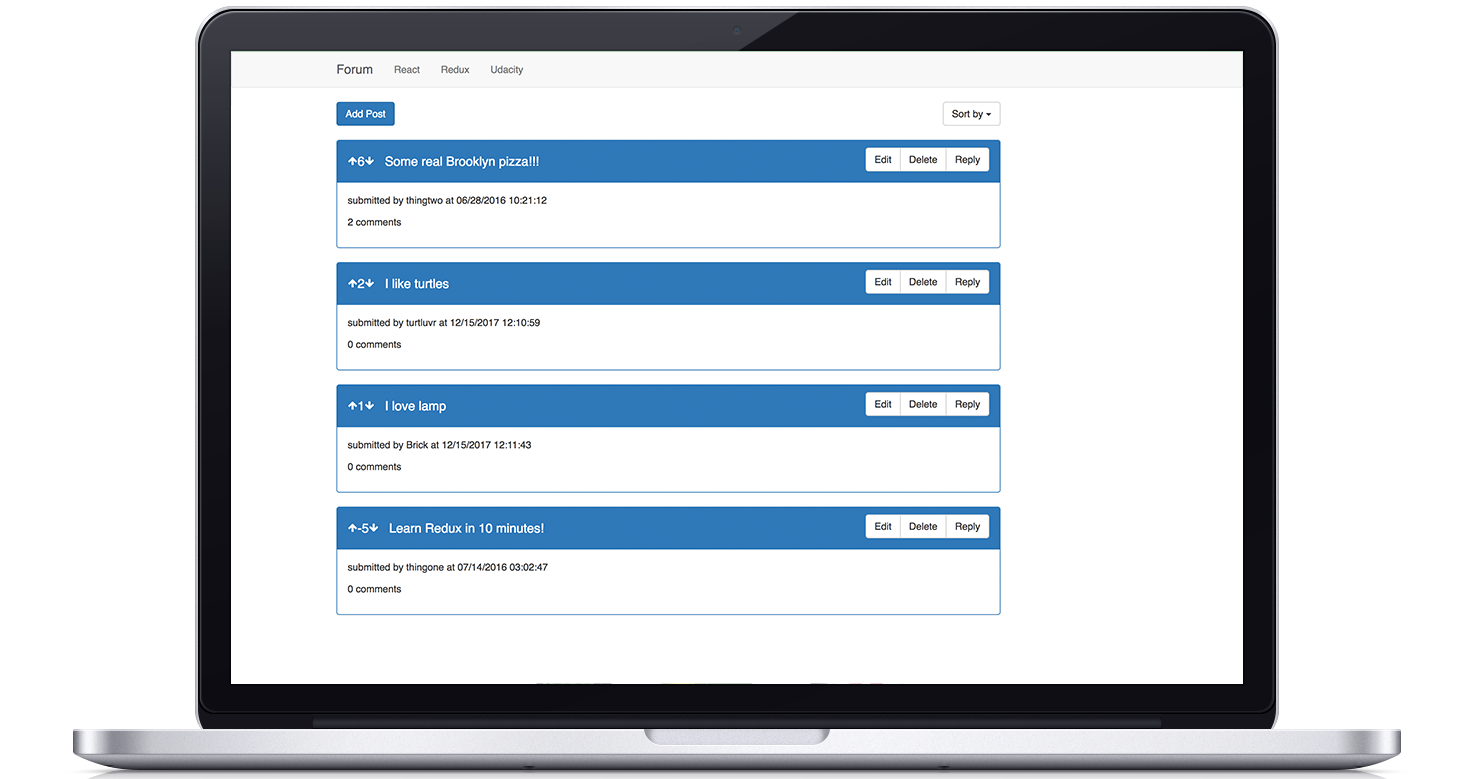 Forum React Redux Udacity
Add Post Sort by
↑6↓ Some real Brooklyn pizza!!! Edit Delete Reply
submitted by thingtwo at 06/28/2016 10:21:12
2 comments
↑2↓ I like turtles Edit Delete Reply
submitted by turtluvr at 12/15/2017 12:10:59
0 comments
↑1↓ I love lamp Edit Delete Reply
submitted by Brick at 12/15/2017 12:11:43
0 comments
↑-5↓ Learn Redux in 10 minutes! Edit Delete Reply
submitted by thingone at 07/14/2016 03:02:47
0 comments